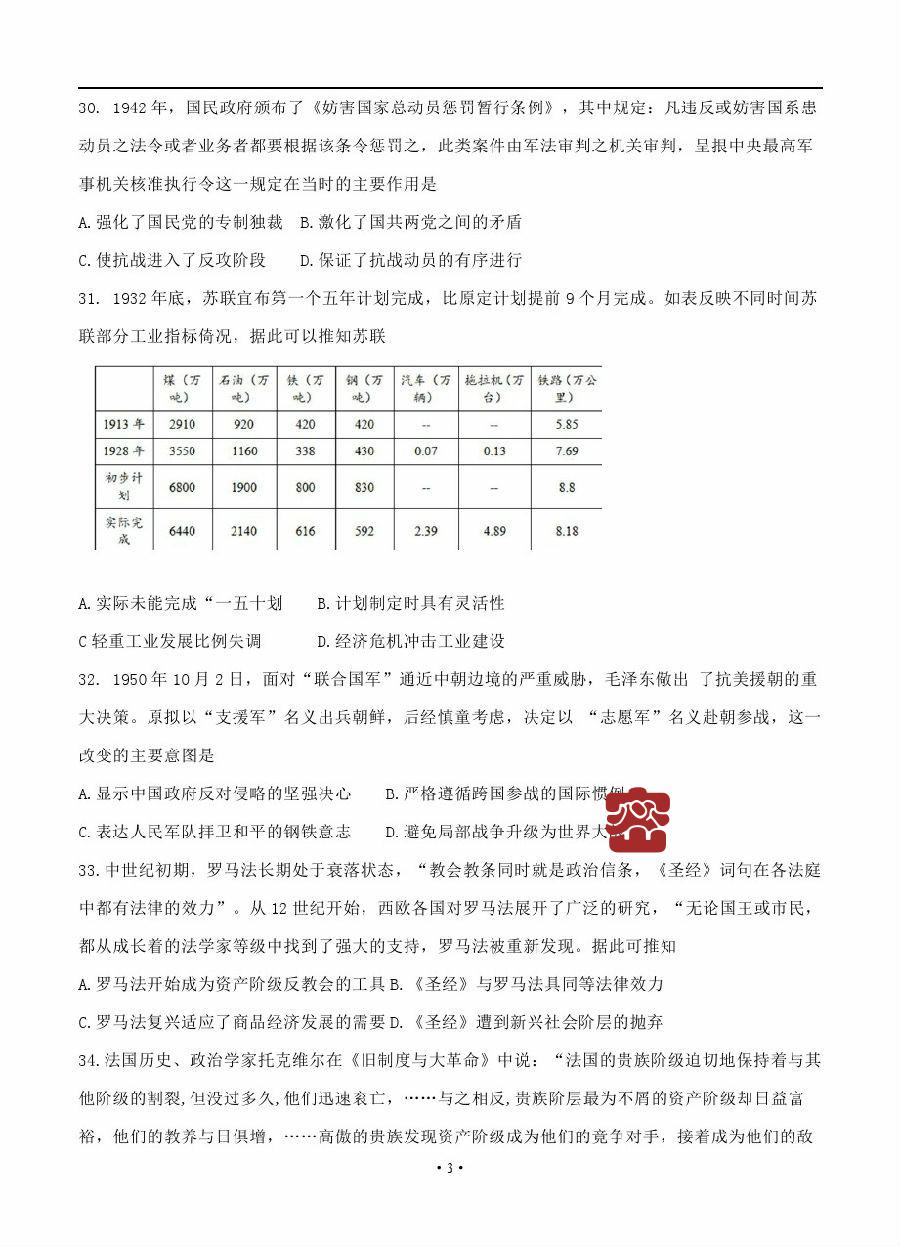 30. 1942年，国民政府颁布了《妨害国家总动员惩罚暂行条例》，其中规定：凡违反或妨害国系患
动员之法令或老业务者都要根据该条令惩罚之，此类案件由军法审判之机关审判，呈报中央最高军
事机关核准执行令这一规定在当时的主要作用是
A.强化了国民党的专制独裁 B.激化了国共两党之间的矛盾
C.使抗战进入了反攻阶段 D.保证了抗战动员的有序进行
31. 1932年底，苏联宣布第一个五年计划完成，比原定计划提前9个月完成。如表反映不同时间苏
联部分工业指标情况，据此可以推知苏联
煤（万吨） 石油（万吨） 铁（万吨） 钢（万吨） 汽车（万辆） 拖拉机（万台） 铁路（万公里）
1913年 2910 920 420 420 -- -- 5.85
1928年 3550 1160 338 430 0.07 0.13 7.69
初步计划 6800 1900 800 830 -- -- 8.8
实际完成 6440 2140 616 592 2.39 4.89 8.18
A.实际未能完成“一五十划 B.计划制定时具有灵活性
C轻重工业发展比例失调 D.经济危机冲击工业建设
32. 1950年10月2日，面对“联合国军”通近中朝边境的严重威胁，毛泽东做出 了抗美援朝的重
大决策。原拟以“支援军”名义出兵朝鲜，后经慎童考虑，决定以 “志愿军”名义赴朝参战，这一
改变的主要意图是
A.显示中国政府反对侵略的坚强决心 B.严格遵循跨国参战的国际惯例
C.表达人民军队拝卫和平的钢铁意志 D.避免局部战争升级为世界大
33.中世纪初期，罗马法长期处于衰落状态，“教会教条同时就是政治信条，《圣经》词句在各法庭
中都有法律的效力”。从12世纪开始，西欧各国对罗马法展开了广泛的研究，“无论国王或市民，
都从成长着的法学家等级中找到了强大的支持，罗马法被重新发现。据此可推知
A.罗马法开始成为资产阶级反教会的工具B.《圣经》与罗马法具同等法律效力
C.罗马法复兴适应了商品经济发展的需要D.《圣经》遭到新兴社会阶层的抛弃
34.法国历史、政治学家托克维尔在《旧制度与大革命》中说：“法国的贵族阶级迫切地保持着与其
他阶级的割裂,但没过多久,他们迅速衰亡，……与之相反,贵族阶层最为不屑的资产阶级却日益富
裕，他们的教养与日俱增，……高傲的贵族发现资产阶级成为他们的竞争对手，接着成为他们的敌
·3·